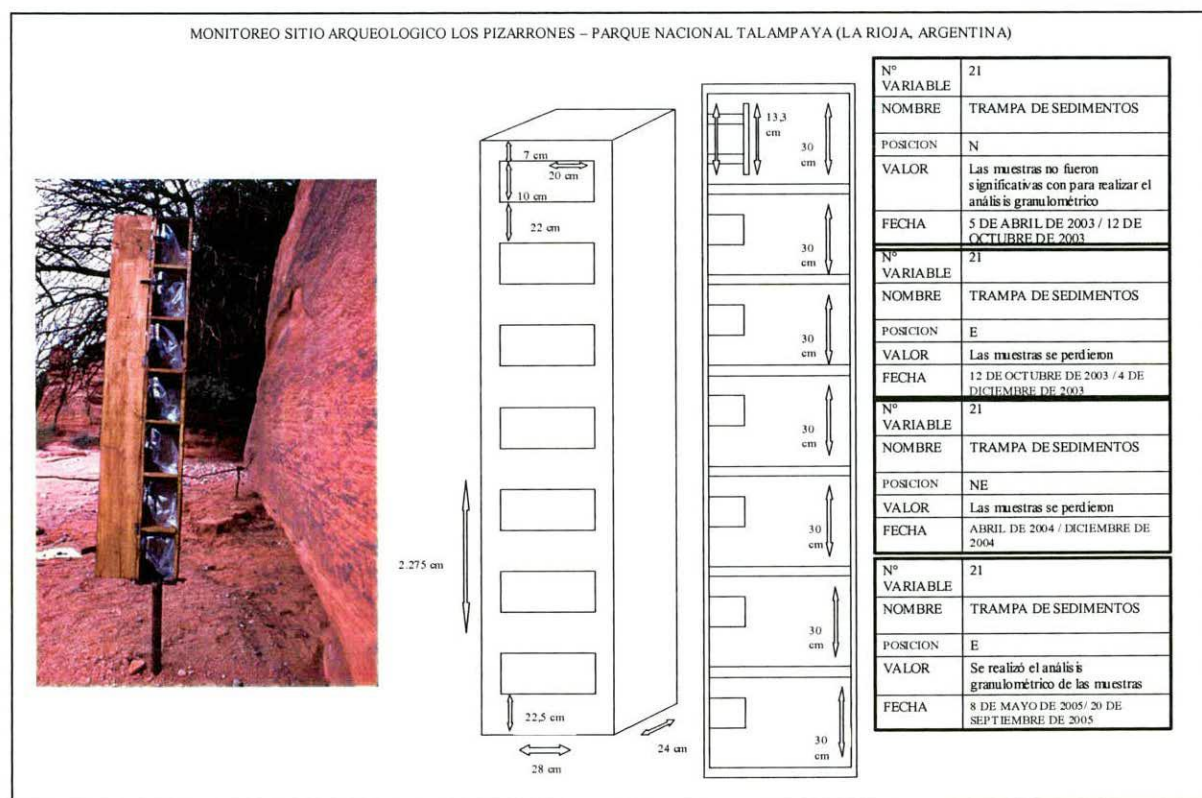 MONITOREO SITIO ARQUEOLOGICO LOS PIZARRONES – PARQUE NACIONAL TALAMPAYA (LA RIOJA, ARGENTINA)
7 cm
20 cm
10 cm
22 cm
2.275 cm
22,5 cm
28 cm
24 cm
13,3
cm
30
cm
30
cm
30
cm
30
cm
30
cm
30
cm
30
cm
N° VARIABLE 21
NOMBRE TRAMPA DE SEDIMENTOS
POSICION N
VALOR Las muestras no fueron
significativas con para realizar el
análisis granulométrico
FECHA 5 DE ABRIL DE 2003 / 12 DE
OCTUBRE DE 2003
N° VARIABLE 21
NOMBRE TRAMPA DE SEDIMENTOS
POSICION E
VALOR Las muestras se perdieron
FECHA 12 DE OCTUBRE DE 2003 / 4 DE
DICIEMBRE DE 2003
N° VARIABLE 21
NOMBRE TRAMPA DE SEDIMENTOS
POSICION NE
VALOR Las muestras se perdieron
FECHA ABRIL DE 2004 / DICIEMBRE DE
2004
N° VARIABLE 21
NOMBRE TRAMPA DE SEDIMENTOS
POSICION E
VALOR Se realizó el análisis
granulométrico de las muestras
FECHA 8 DE MAYO DE 2005/ 20 DE
SEPTIEMBRE DE 2005